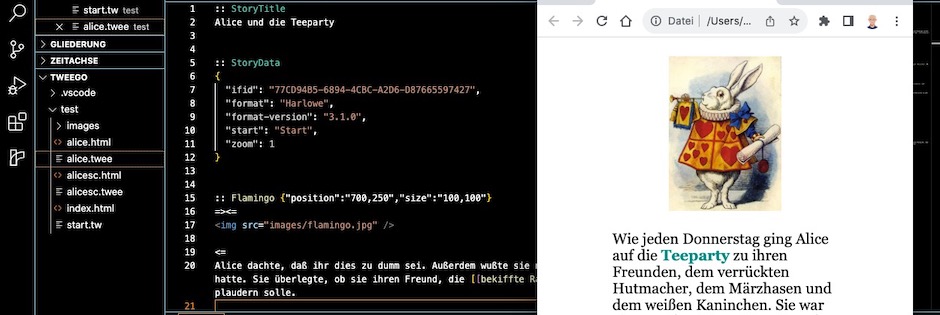 start.tw test
alice.twee test
GLIEDERUNG
ZEITACHSE
TWEEGO
.vscode
test
images
alice.html
alice.twee
alicesc.html
alicesc.twee
index.html
start.tw
1 :: StoryTitle
2 Alice und die Teeparty
3
4
5 :: StoryData
6 {
7 "ifid": "77CD94B5-6894-4CBC-A2D6-D87665597427",
8 "format": "Harlowe",
9 "format-version": "3.1.0",
10 "start": "Start",
11 "zoom": 1
12 }
13
14
15 :: Flamingo {"position":"700,250","size":"100,100"}
16 =><=
17 <img src="images/flamingo.jpg" />
18
19 <=
20 Alice dachte, daß ihr dies zu dumm sei. Außerdem wußte sie
hatte. Sie überlegte, ob sie ihren Freund, die [[bekiffte
plaudern solle.
21
Datei /Users/...
Wie jeden Donnerstag ging Alice
auf die Teeparty zu ihren
Freunden, dem verrückten
Hutmacher, dem Märzhasen und
dem weißen Kaninchen. Sie war